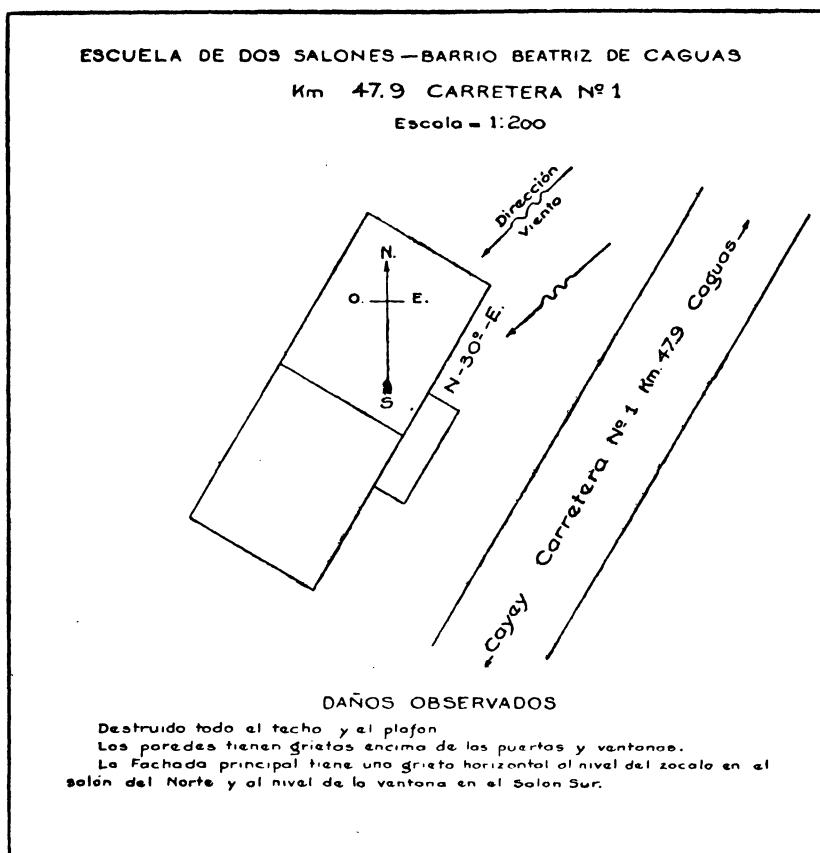 ESCUELA DE DOS SALONES — BARRIO BEATRIZ DE CAGUAS
Km 47.9 CARRETERA Nº 1
Escala = 1:200
Dirección
Viento
N.
O. E.
S
N-30º-E.
Cayey Carretera Nº 1 Km. 47.9 Caguas
DAÑOS OBSERVADOS
Destruido todo el techo y el plafon
Las paredes tienen grietas encima de las puertas y ventanas.
La Fachada principal tiene una grieta horizontal al nivel del zocalo en el
salón del Norte y al nivel de la ventana en el Salon Sur.